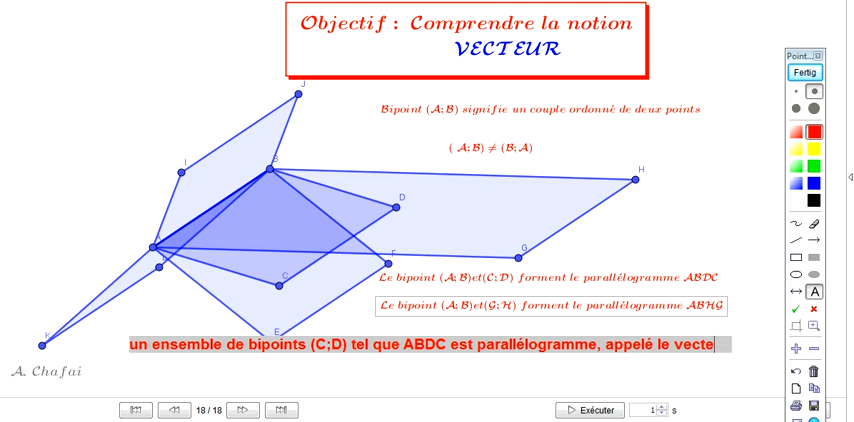 Objectif : Comprendre la notion
VECTEUR
Bipoint (A;B) signifie un couple ordonné de deux points
( A;B) ≠ (B;A)
J
I
B
H
D
A
F
G
C
E
K
Le bipoint (A;B)et(C;D) forment le parallélogramme ABDC
Le bipoint (A;B)et(G;H) forment le parallélogramme ABHG
un ensemble de bipoints (C;D) tel que ABDC est parallélogramme, appelé le vecte
A. Chafai
18 / 18
Exécuter
1
s
Point...
Fertig
A